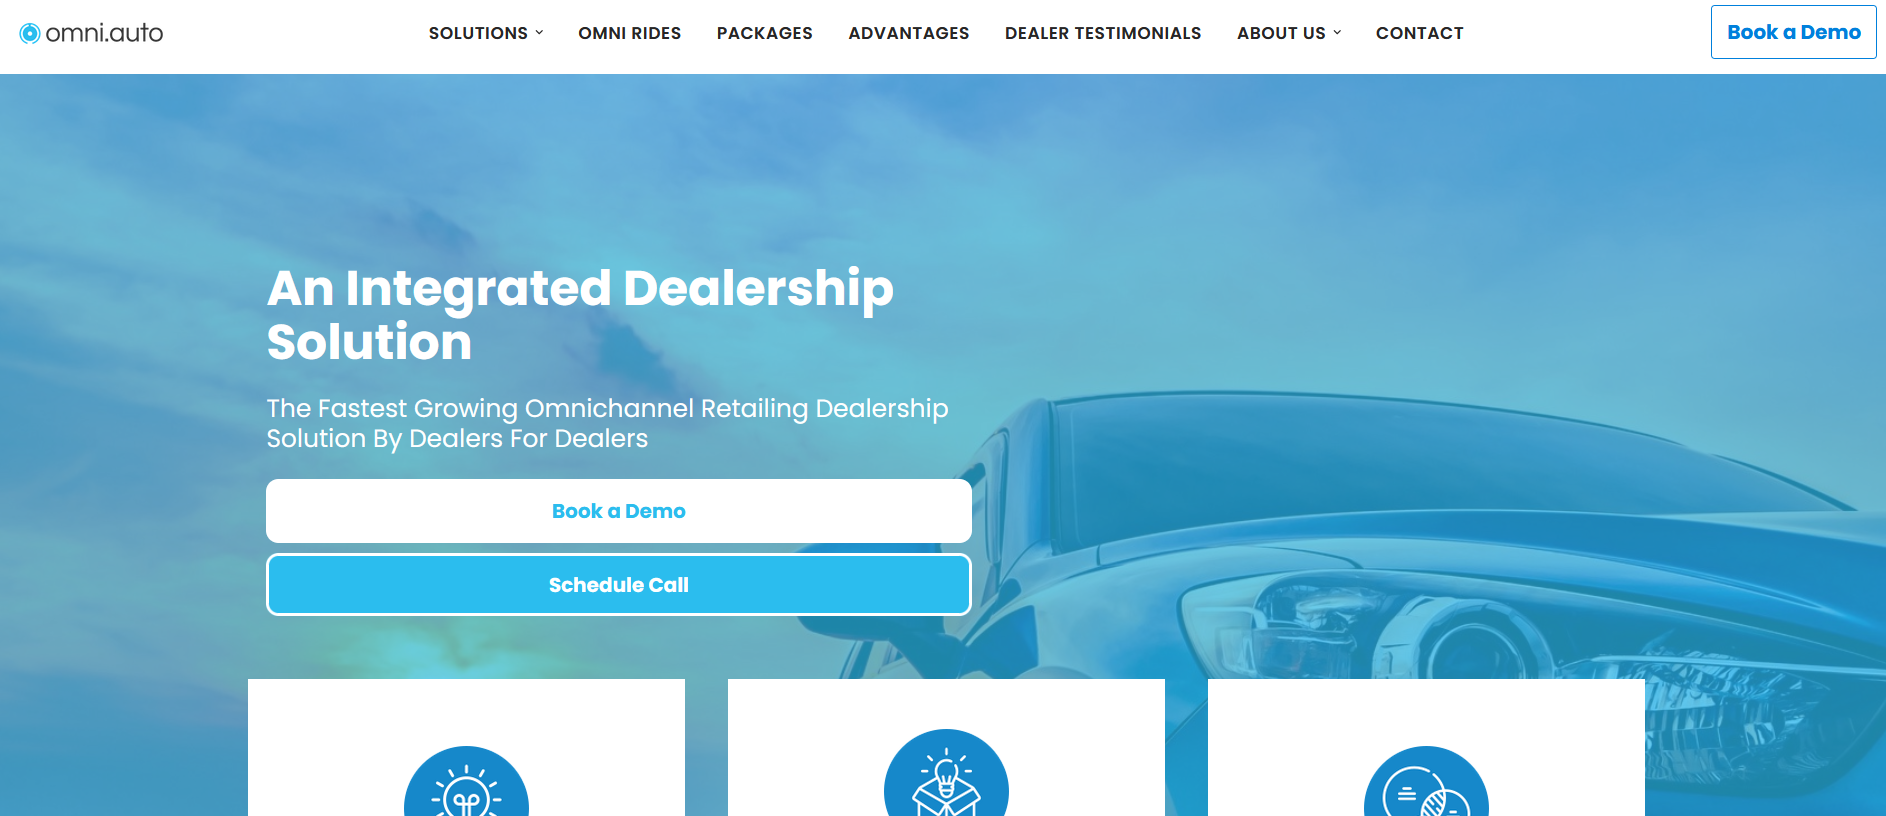 omni.auto
SOLUTIONS
OMNI RIDES
PACKAGES
ADVANTAGES
DEALER TESTIMONIALS
ABOUT US
CONTACT
Book a Demo
An Integrated Dealership
Solution
The Fastest Growing Omnichannel Retailing Dealership
Solution By Dealers For Dealers
Book a Demo
Schedule Call